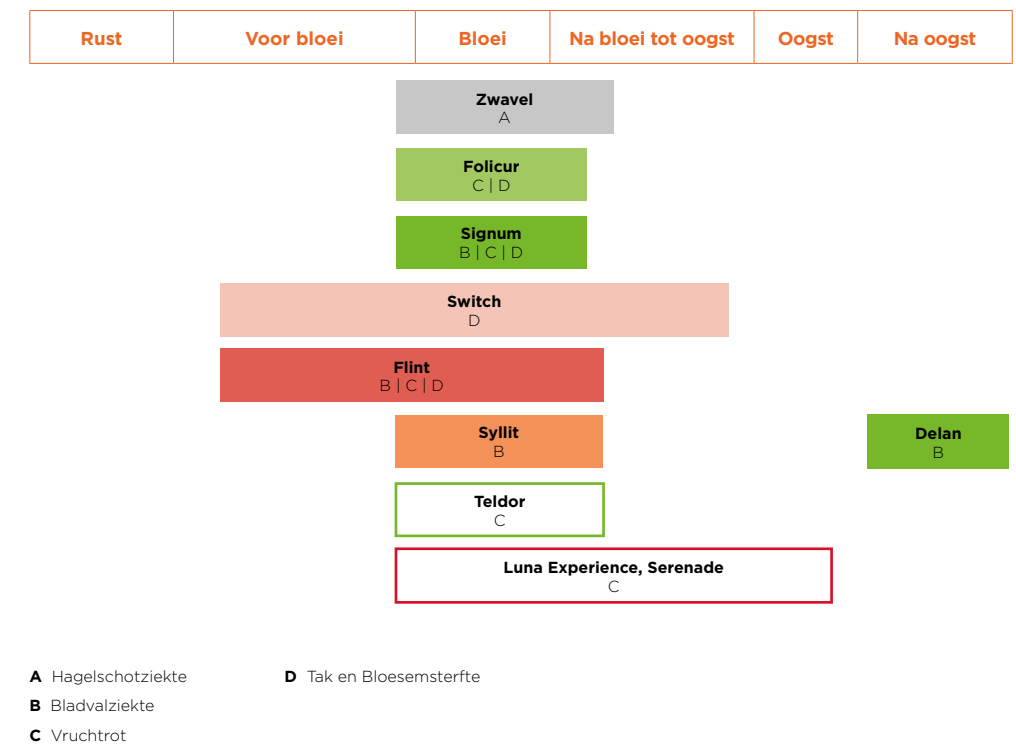 Rust Voor bloei Bloei Na bloei tot oogst Oogst Na oogst
Zwavel
A
Folicur
C | D
Signum
B | C | D
Switch
D
Flint
B | C | D
Syllit
B
Delan
B
Teldor
C
Luna Experience, Serenade
C
A Hagelschotziekte
B Bladvalziekte
C Vruchtrot
D Tak en Bloesemsterfte